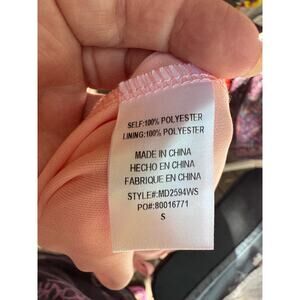 SELF:100% POLYESTER
LINING:100% POLYESTER
MADE IN CHINA
HECHO EN CHINA
FABRIQUE EN CHINA
STYLE#:MD2594WS
PO#:80016771
S